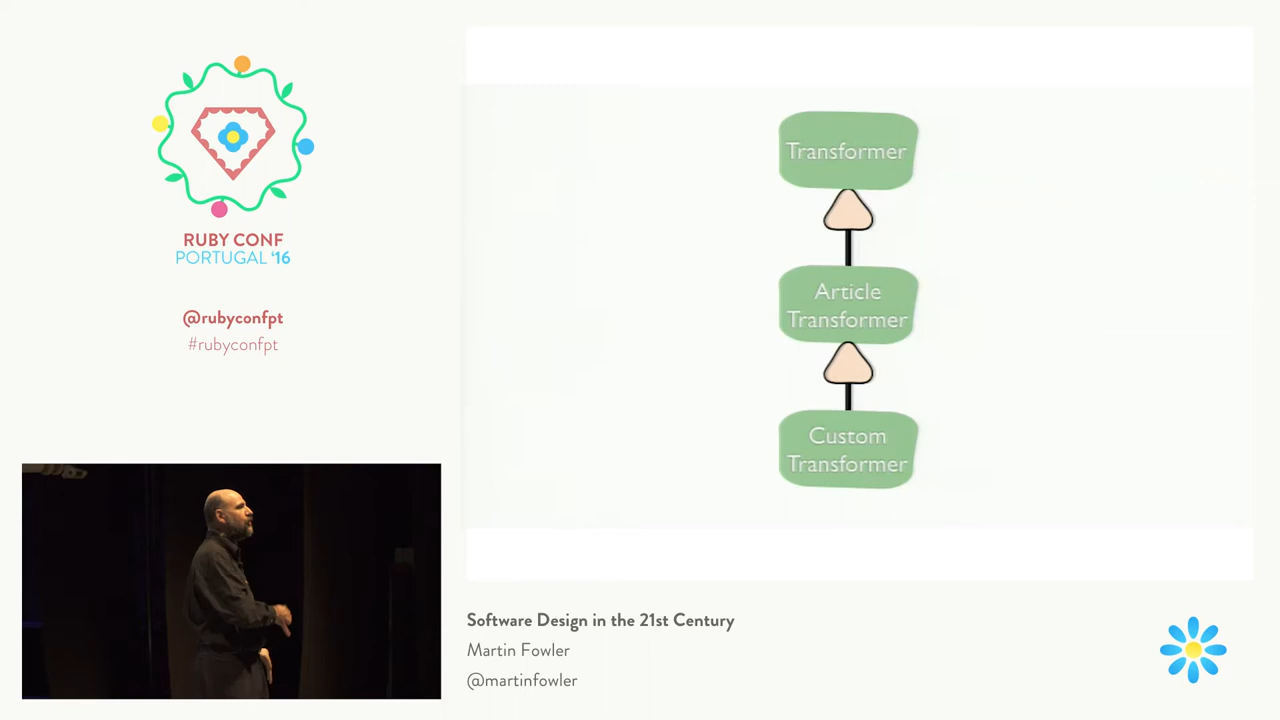 RUBY CONF
PORTUGAL '16
@rubyconfpt
#rubyconfpt
Transformer
Article
Transformer
Custom
Transformer
Software Design in the 21st Century
Martin Fowler
@martinfowler